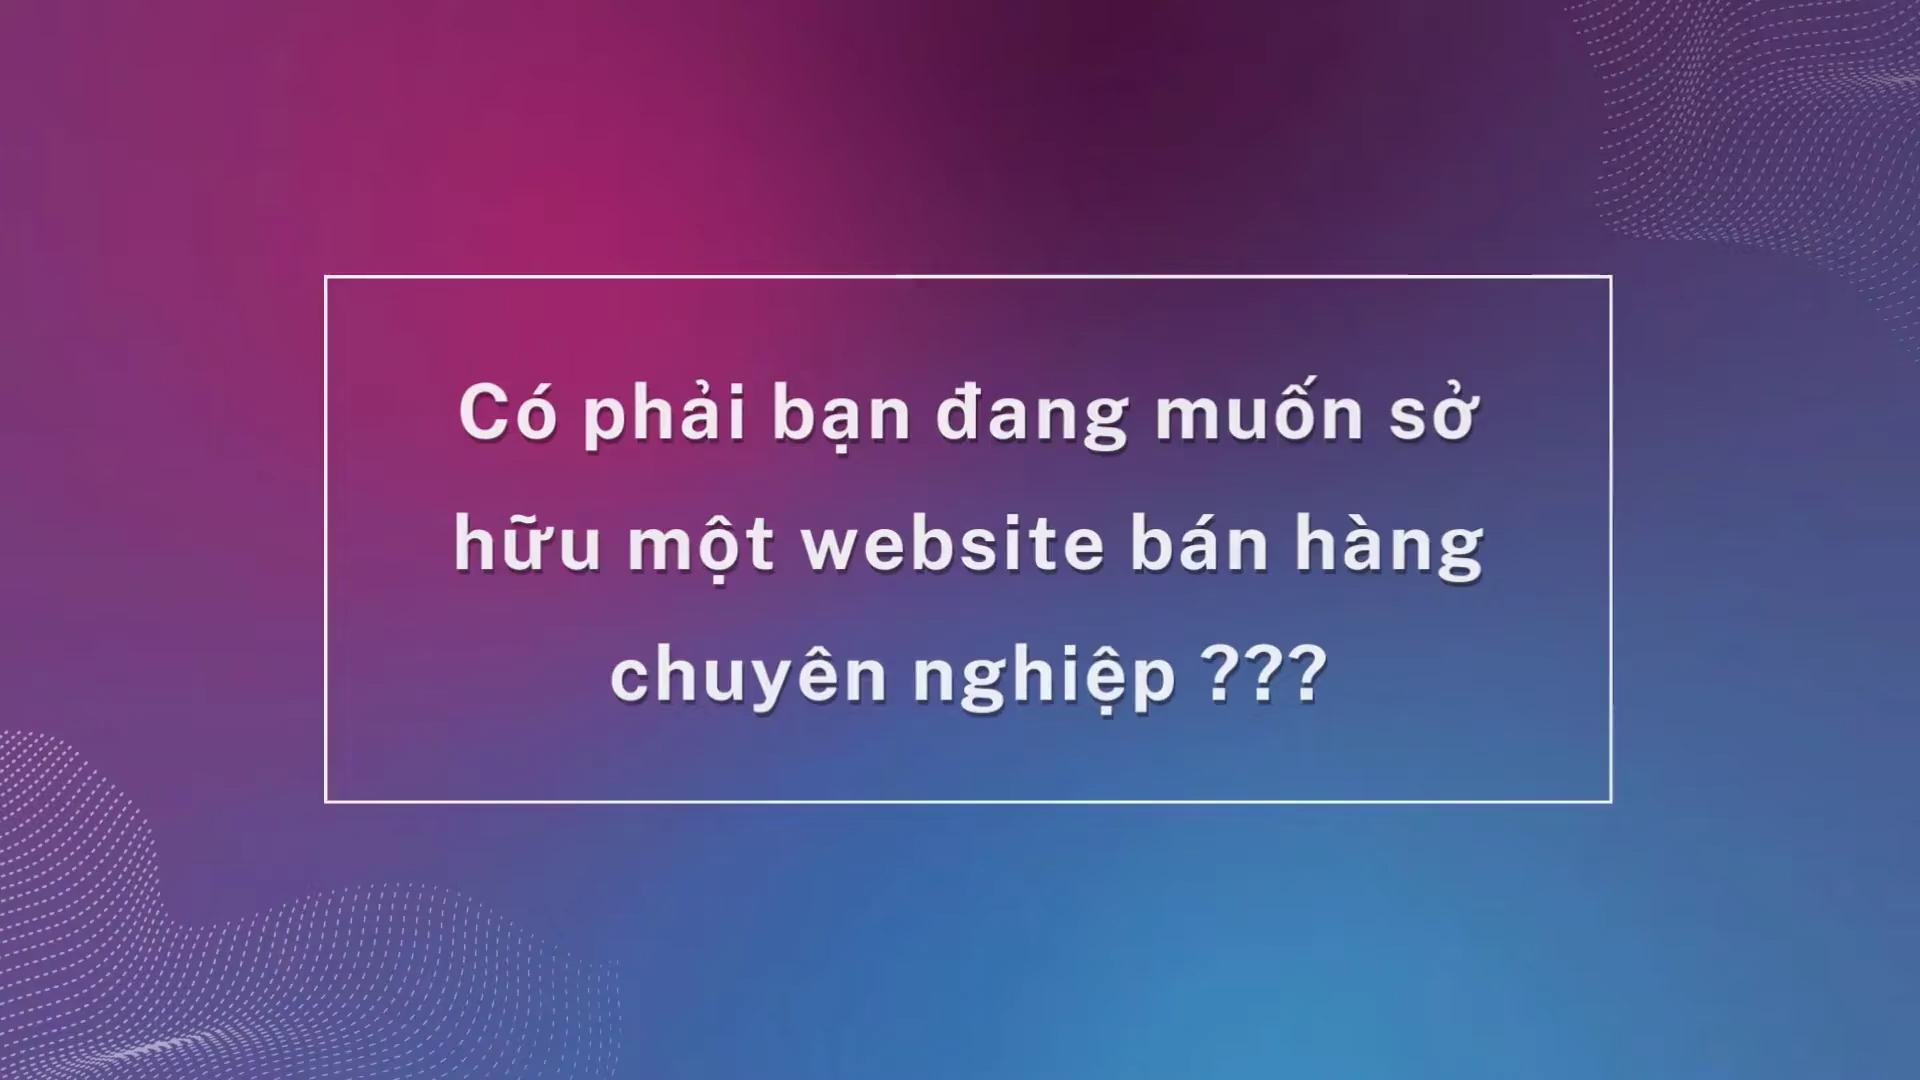 Có phải bạn đang muốn sở
hữu một website bán hàng
chuyên nghiệp ???